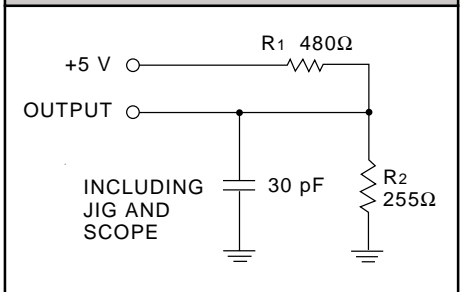 R1 480Ω
+5 V
OUTPUT
INCLUDING
JIG AND
SCOPE
30 pF
R2
255Ω